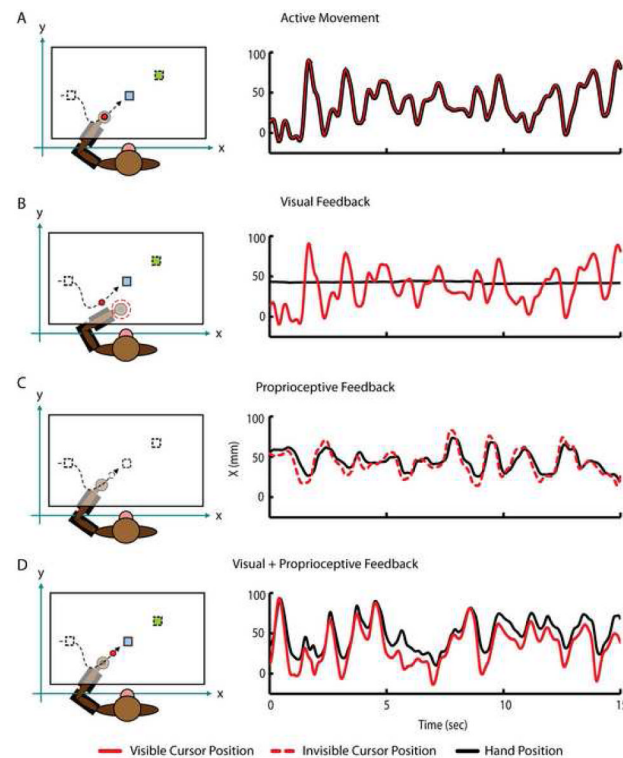 A
Active Movement
y
x
100
50
0
B
Visual Feedback
y
x
100
50
0
C
Proprioceptive Feedback
y
x
X (mm)
100
50
0
D
Visual + Proprioceptive Feedback
y
x
100
50
0
0 5 10 15
Time (sec)
Visible Cursor Position Invisible Cursor Position Hand Position